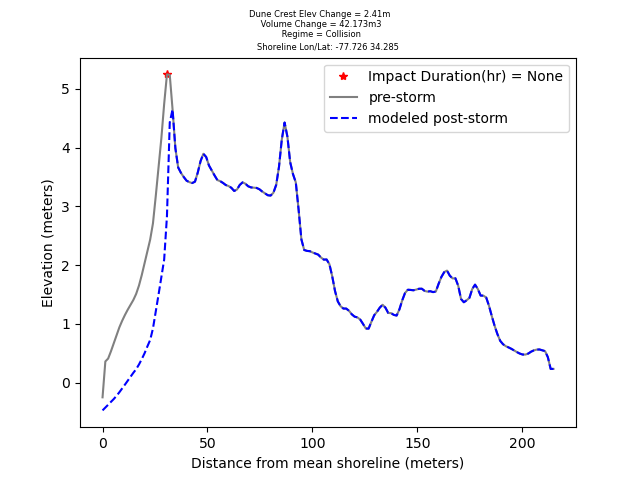 Dune Crest Elev Change = 2.41m
Volume Change = 42.173m3
Regime = Collision
Shoreline Lon/Lat: -77.726 34.285
Impact Duration(hr) = None
pre-storm
modeled post-storm
Elevation (meters)
5
4
3
2
1
0
0 50 100 150 200
Distance from mean shoreline (meters)